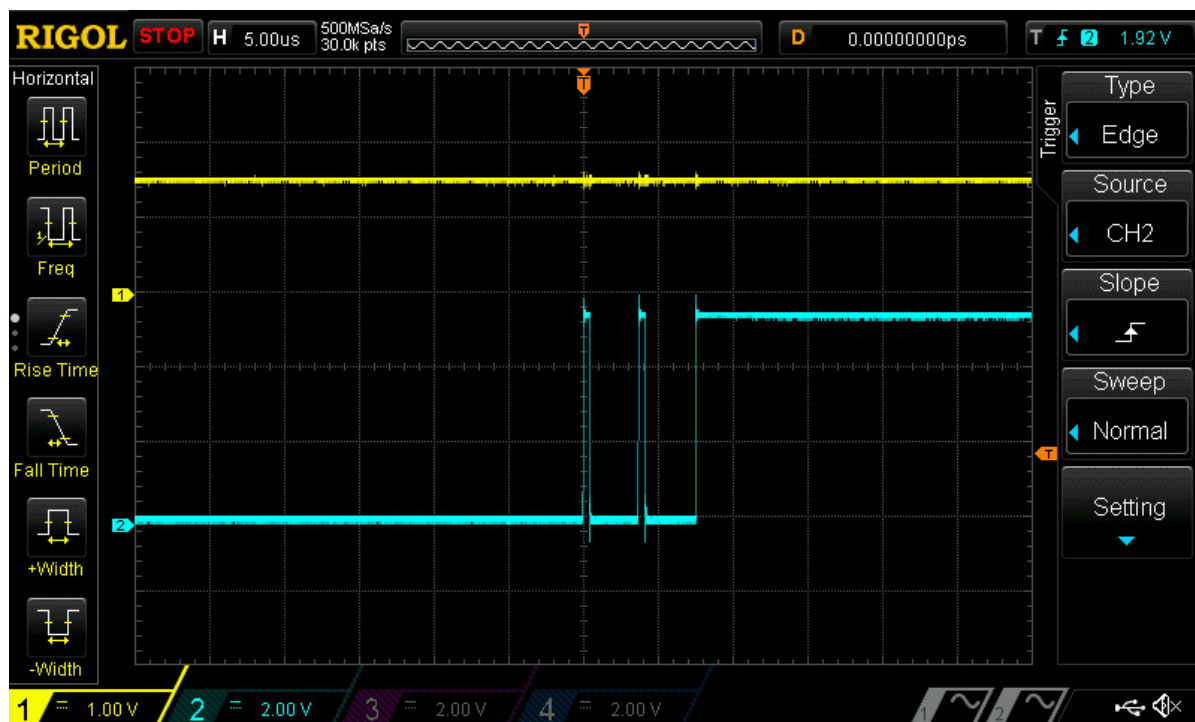 RIGOL STOP H 5.00us 500MSa/s 30.0k pts T D 0.00000000ps T 2 1.92 V
Horizontal
Period
Freq
Rise Time
Fall Time
+Width
-Width
T
1
2
T
Trigger
Type
Edge
Source
CH2
Slope
Sweep
Normal
Setting
1 = 1.00 V 2 = 2.00 V 3 = 2.00 V 4 = 2.00 V 1 2